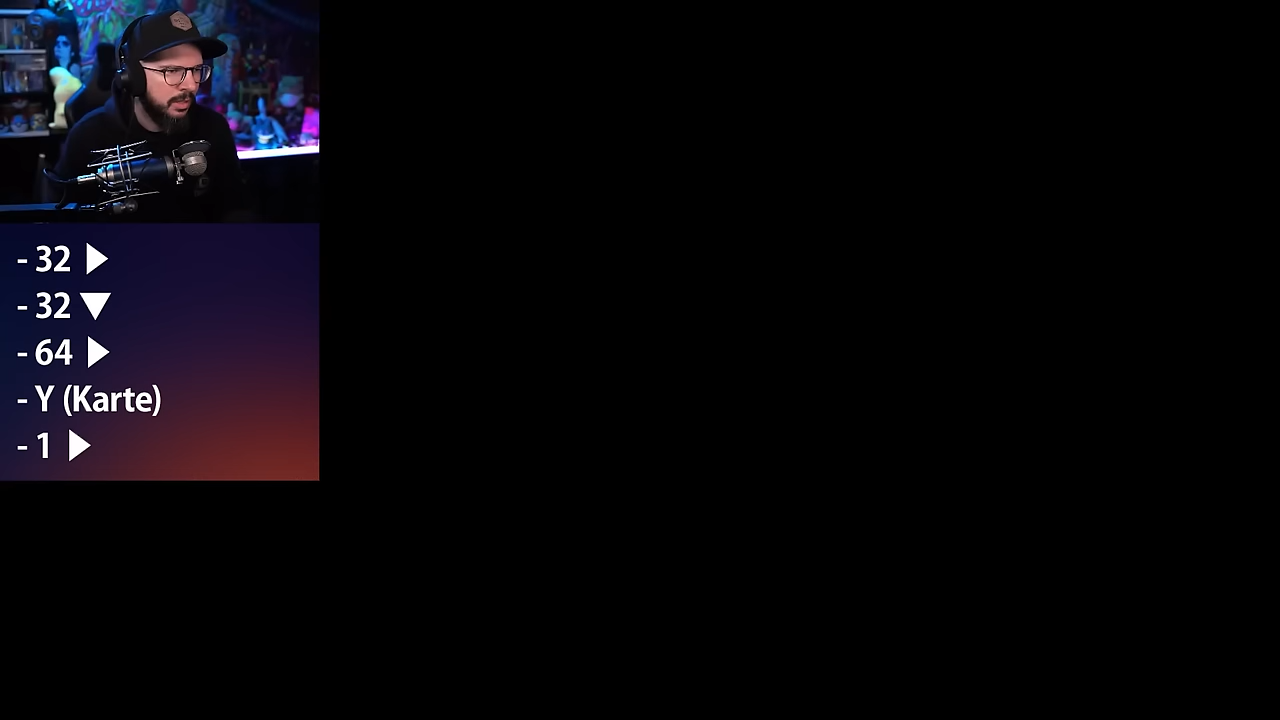 - 32 ▶
- 32 ▼
- 64 ▶
- Y (Karte)
- 1 ▶